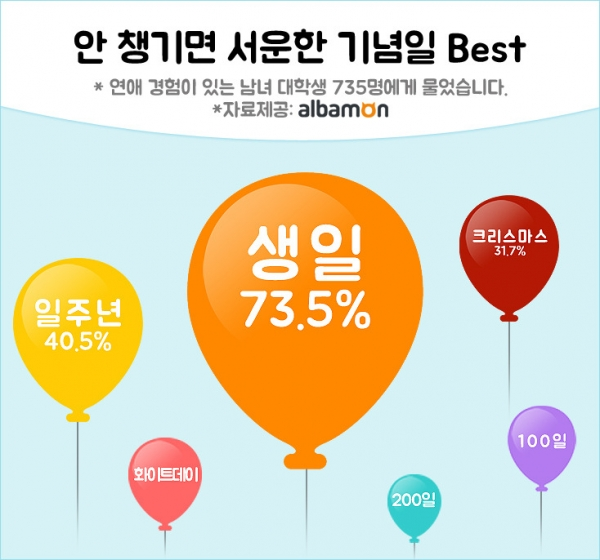 안 챙기면 서운한 기념일 Best
* 연애 경험이 있는 남녀 대학생 735명에게 물었습니다.
*자료제공: albamon
생일
73.5%
크리스마스
31.7%
일주년
40.5%
화이트데이
200일
100일